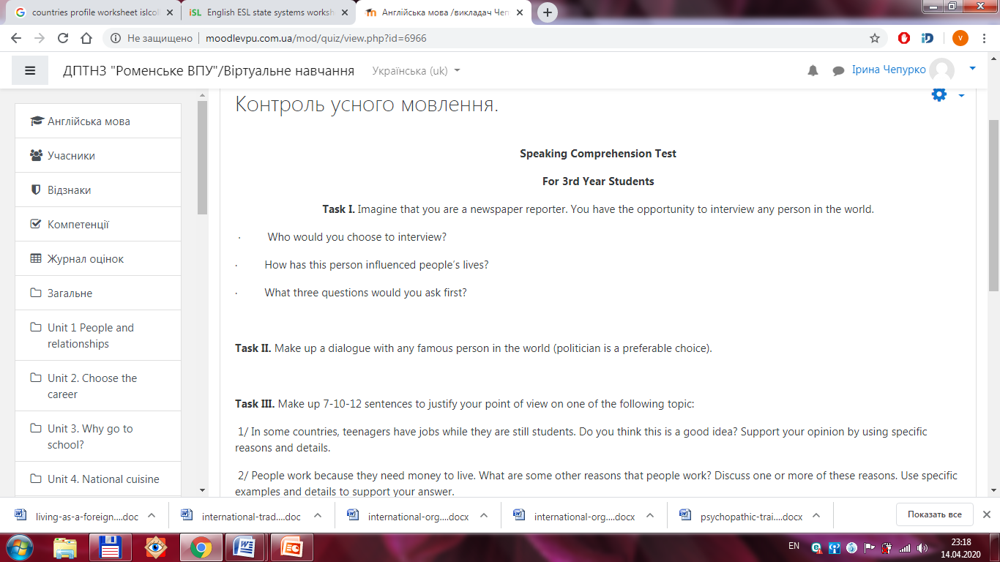 countries profile worksheet islcoll
English ESL state systems worksh
Англійська мова /викладач Чеп
Не защищено
moodlevpu.com.ua/mod/quiz/view.php?id=6966
v
ДПТНЗ "Роменське ВПУ"/Віртуальне навчання
Українська (uk)
Ірина Чепурко
Англійська мова
Учасники
Відзнаки
Компетенції
Журнал оцінок
Загальне
Unit 1 People and
relationships
Unit 2. Choose the
career
Unit 3. Why go to
school?
Unit 4. National cuisine
Контроль усного мовлення.
Speaking Comprehension Test
For 3rd Year Students
Task I. Imagine that you are a newspaper reporter. You have the opportunity to interview any person in the world.
· Who would you choose to interview?
· How has this person influenced people’s lives?
· What three questions would you ask first?
Task II. Make up a dialogue with any famous person in the world (politician is a preferable choice).
Task III. Make up 7-10-12 sentences to justify your point of view on one of the following topic:
1/ In some countries, teenagers have jobs while they are still students. Do you think this is a good idea? Support your opinion by using specific
reasons and details.
2/ People work because they need money to live. What are some other reasons that people work? Discuss one or more of these reasons. Use specific
examples and details to support your answer.
living-as-a-foreign....doc
international-trad....doc
international-org....docx
international-org....docx
psychopathic-trai....docx
Показать все
EN
23:18
14.04.2020